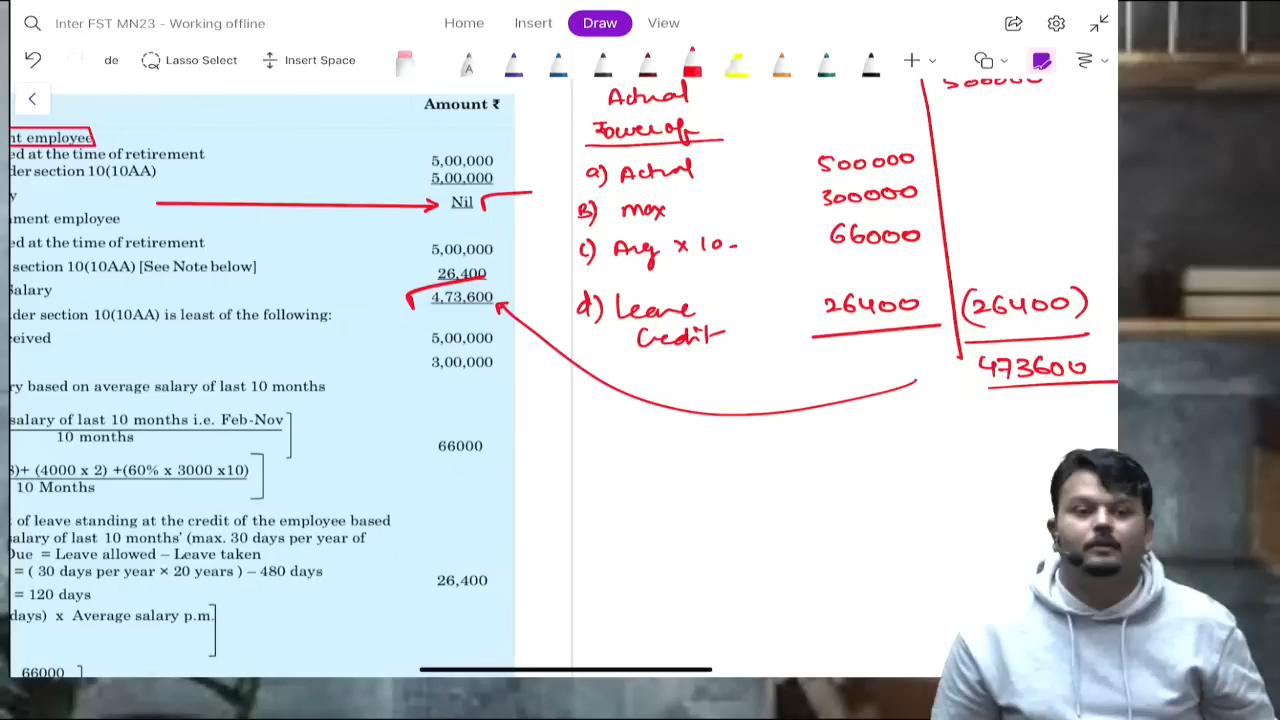 Inter FST MN23 - Working offline
Home Insert Draw View
de Lasso Select Insert Space
Amount ₹
nt employee
ed at the time of retirement 5,00,000
der section 10(10AA) 5,00,000
y Nil
ment employee
ed at the time of retirement 5,00,000
section 10(10AA) [See Note below] 26,400
Salary 4,73,600
der section 10(10AA) is least of the following:
eived 5,00,000
3,00,000
ry based on average salary of last 10 months
salary of last 10 months i.e. Feb-Nov
10 months
66000
)+ (4000 x 2) +(60% x 3000 x10)
10 Months
of leave standing at the credit of the employee based
salary of last 10 months' (max. 30 days per year of
Due = Leave allowed – Leave taken
= ( 30 days per year × 20 years ) – 480 days 26,400
= 120 days
days) x Average salary p.m.
66000
500000
Actual
Lower of
a) Actual 500000
B) max 300000
c) Avg x 10- 66000
d) Leave Credit 26400 (26400)
473600